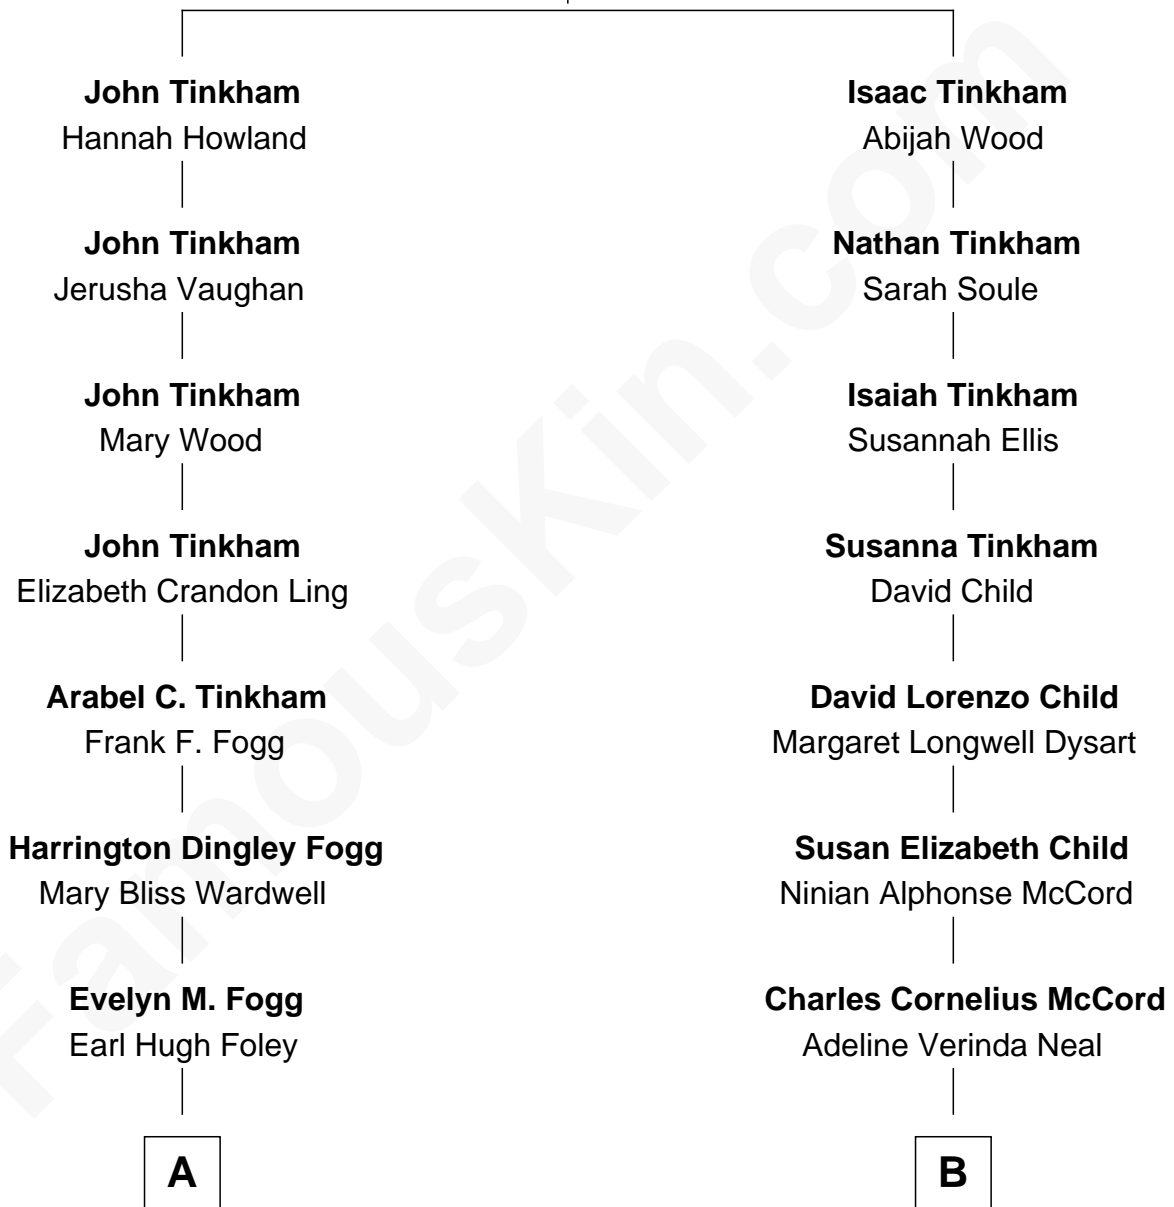 John Tinkham
Hannah Howland
John Tinkham
Jerusha Vaughan
John Tinkham
Mary Wood
John Tinkham
Elizabeth Crandon Ling
Arabel C. Tinkham
Frank F. Fogg
Harrington Dingley Fogg
Mary Bliss Wardwell
Evelyn M. Fogg
Earl Hugh Foley
A
Isaac Tinkham
Abijah Wood
Nathan Tinkham
Sarah Soule
Isaiah Tinkham
Susannah Ellis
Susanna Tinkham
David Child
David Lorenzo Child
Margaret Longwell Dysart
Susan Elizabeth Child
Ninian Alphonse McCord
Charles Cornelius McCord
Adeline Verinda Neal
B
FamousKin.com